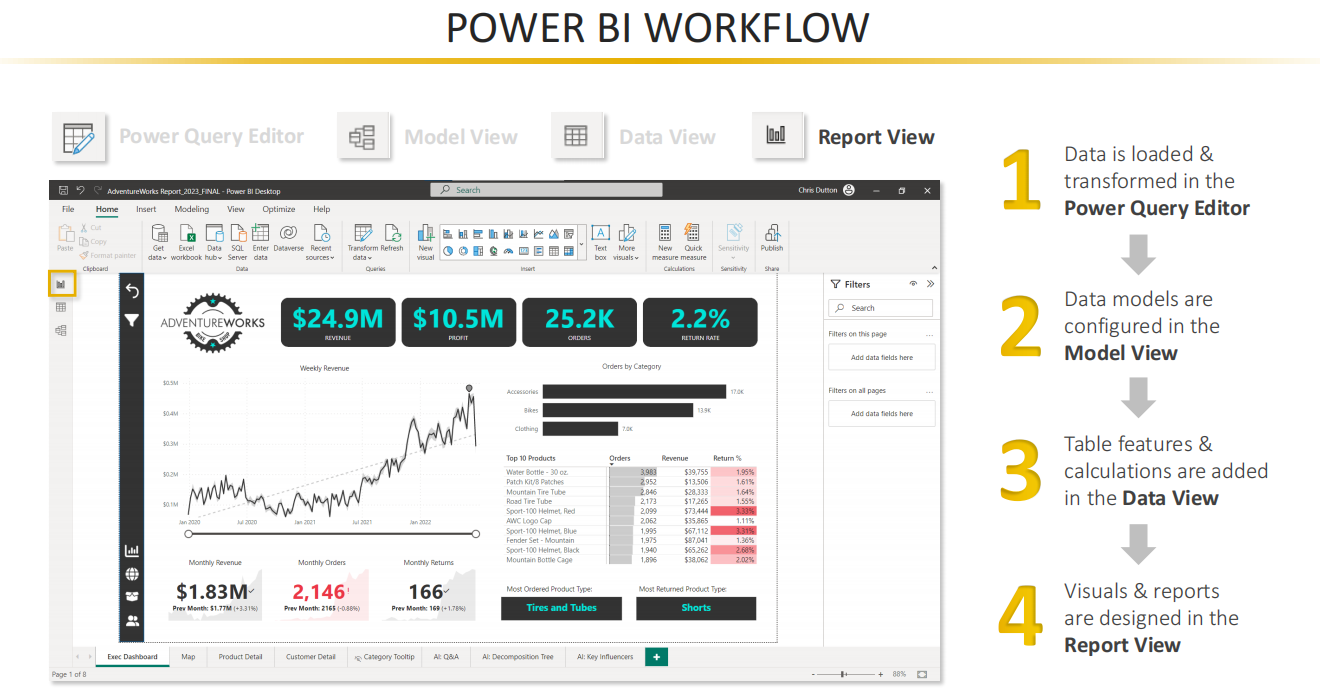 POWER BI WORKFLOW
Power Query Editor
Model View
Data View
Report View
AdventureWorks Report_2023_FINAL - Power BI Desktop
Search
Chris Dutton
File Home Insert Modeling View Optimize Help
Paste
Cut
Copy
Format painter
Clipboard
Get data
Excel workbook
Data hub
SQL Server
Enter data
Dataverse
Recent sources
Data
Transform data
Refresh
Queries
New visual
Text box
More visuals
Insert
New measure
Quick measure
Calculations
Sensitivity
Sensitivity
Publish
Share
ADVENTUREWORKS
BIKE SHOP
$24.9M
REVENUE
$10.5M
PROFIT
25.2K
ORDERS
2.2%
RETURN RATE
Weekly Revenue
$0.5M
$0.4M
$0.3M
$0.2M
$0.1M
Jan 2020 Jul 2020 Jan 2021 Jul 2021 Jan 2022
Orders by Category
Accessories 17.0K
Bikes 13.9K
Clothing 7.0K
Top 10 Products Orders Revenue Return %
Water Bottle - 30 oz. 3,983 $39,755 1.95%
Patch Kit/8 Patches 2,952 $13,506 1.61%
Mountain Tire Tube 2,846 $28,333 1.64%
Road Tire Tube 2,173 $17,265 1.55%
Sport-100 Helmet, Red 2,099 $73,444 3.33%
AWC Logo Cap 2,062 $35,865 1.11%
Sport-100 Helmet, Blue 1,995 $67,112 3.31%
Fender Set - Mountain 1,975 $87,041 1.36%
Sport-100 Helmet, Black 1,940 $65,262 2.68%
Mountain Bottle Cage 1,896 $38,062 2.02%
Monthly Revenue
$1.83M
Prev Month: $1.77M (+3.31%)
Monthly Orders
2,146
Prev Month: 2165 (-0.88%)
Monthly Returns
166
Prev Month: 169 (+1.78%)
Most Ordered Product Type:
Tires and Tubes
Most Returned Product Type:
Shorts
Filters
Search
Filters on this page ...
Add data fields here
Filters on all pages ...
Add data fields here
Exec Dashboard Map Product Detail Customer Detail Category Tooltip AI: Q&A AI: Decomposition Tree AI: Key Influencers +
Page 1 of 8
- + 88%
1
Data is loaded &
transformed in the
Power Query Editor
2
Data models are
configured in the
Model View
3
Table features &
calculations are added
in the Data View
4
Visuals & reports
are designed in the
Report View